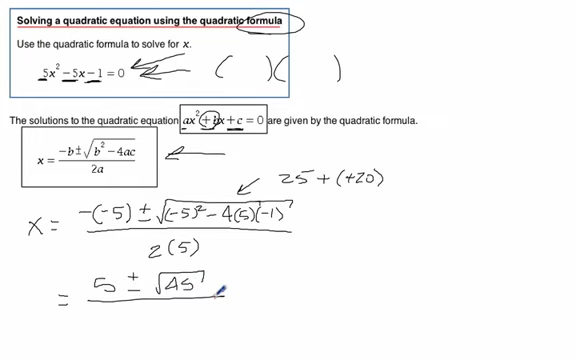 Solving a quadratic equation using the quadratic formula
Use the quadratic formula to solve for x.
5x² − 5x − 1 = 0
(   )(   )
The solutions to the quadratic equation ax² + bx + c = 0 are given by the quadratic formula.
x = (−b ± √(b² − 4ac)) / 2a
25 + (+20)
x = (−(−5) ± √((−5)² − 4(5)(−1))) / 2(5)
= 5 ± √45